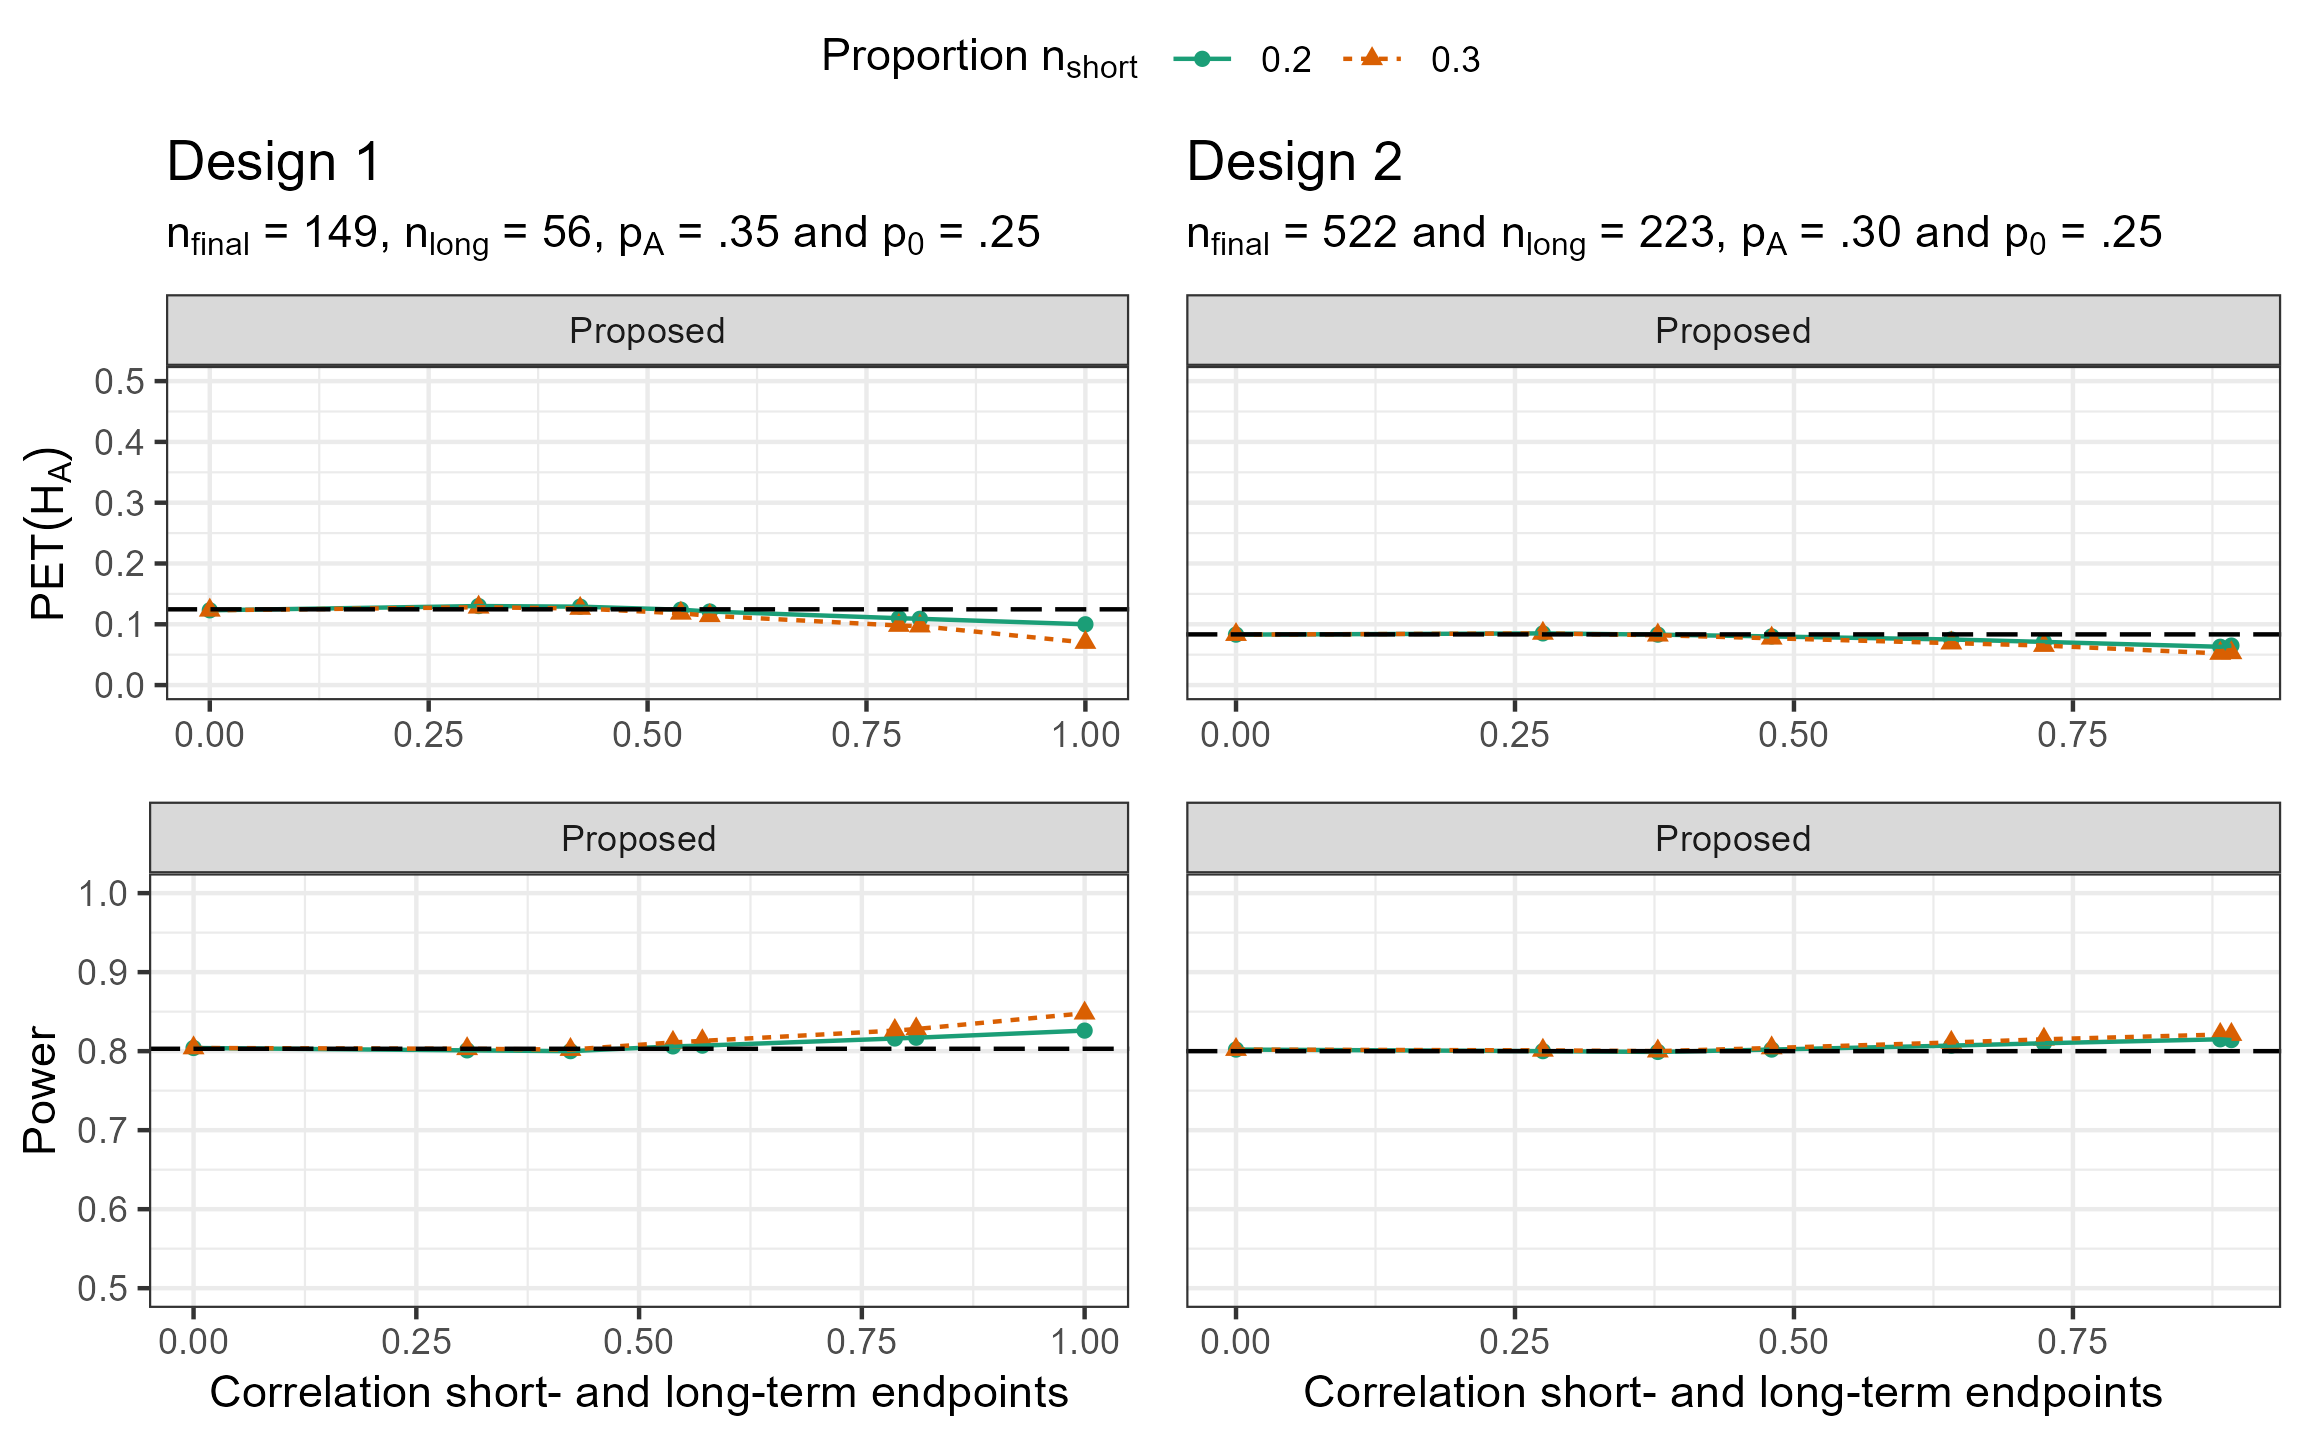 Proportion n_short 0.2 0.3
Design 1
n_final = 149, n_long = 56, p_A = .35 and p_0 = .25
Design 2
n_final = 522 and n_long = 223, p_A = .30 and p_0 = .25
Proposed
Proposed
PET(H_A)
0.5
0.4
0.3
0.2
0.1
0.0
0.00 0.25 0.50 0.75 1.00
0.00 0.25 0.50 0.75
Proposed
Proposed
Power
1.0
0.9
0.8
0.7
0.6
0.5
0.00 0.25 0.50 0.75 1.00
0.00 0.25 0.50 0.75
Correlation short- and long-term endpoints
Correlation short- and long-term endpoints